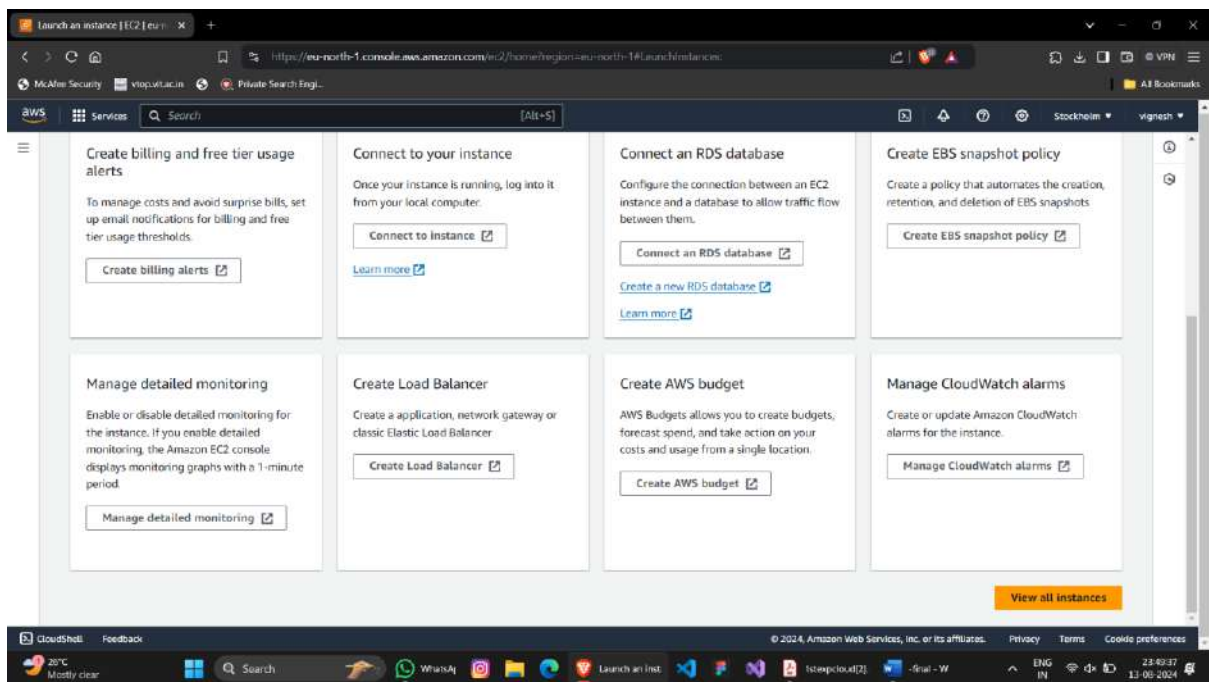 Launch an instance | EC2 | eu-n
https://eu-north-1.console.aws.amazon.com/ec2/home?region=eu-north-1#LaunchInstances:
VPN
McAfee Security
vtop.vit.ac.in
Private Search Engi...
All Bookmarks
aws
Services
Search
[Alt+S]
Stockholm
vignesh
Create billing and free tier usage
alerts
To manage costs and avoid surprise bills, set
up email notifications for billing and free
tier usage thresholds.
Create billing alerts
Connect to your instance
Once your instance is running, log into it
from your local computer.
Connect to instance
Learn more
Connect an RDS database
Configure the connection between an EC2
instance and a database to allow traffic flow
between them.
Connect an RDS database
Create a new RDS database
Learn more
Create EBS snapshot policy
Create a policy that automates the creation,
retention, and deletion of EBS snapshots
Create EBS snapshot policy
Manage detailed monitoring
Enable or disable detailed monitoring for
the instance. If you enable detailed
monitoring, the Amazon EC2 console
displays monitoring graphs with a 1-minute
period.
Manage detailed monitoring
Create Load Balancer
Create a application, network gateway or
classic Elastic Load Balancer
Create Load Balancer
Create AWS budget
AWS Budgets allows you to create budgets,
forecast spend, and take action on your
costs and usage from a single location.
Create AWS budget
Manage CloudWatch alarms
Create or update Amazon CloudWatch
alarms for the instance.
Manage CloudWatch alarms
View all instances
CloudShell
Feedback
© 2024, Amazon Web Services, Inc. or its affiliates.
Privacy
Terms
Cookie preferences
26°C
Mostly clear
Search
WhatsAp
Launch an inst
tstexpcloud[2].
-final - W
ENG
IN
23:49:37
13-08-2024